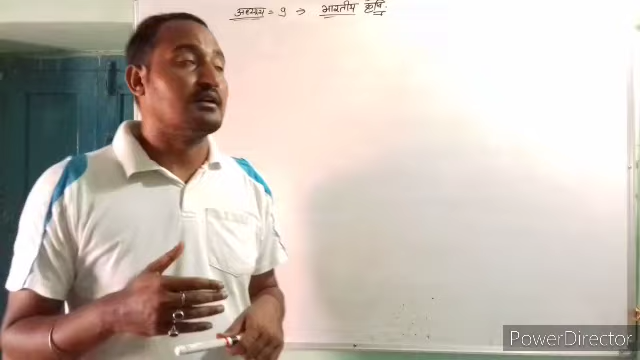 अध्याय = 9 → भारतीय कृषि.
PowerDirector